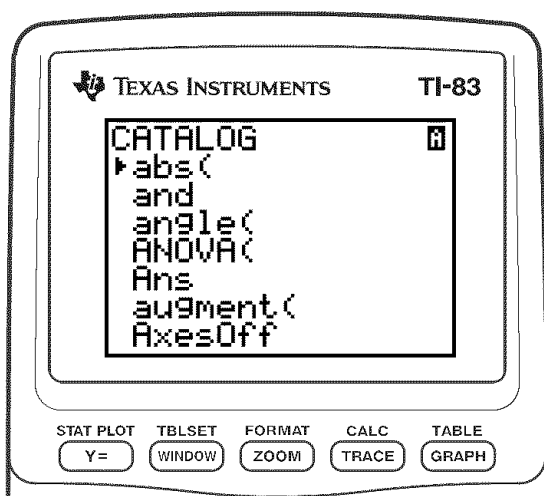 TEXAS INSTRUMENTS TI-83
CATALOG A
abs(
and
angle(
ANOVA(
Ans
augment(
AxesOff
STAT PLOT TBLSET FORMAT CALC TABLE
Y= WINDOW ZOOM TRACE GRAPH